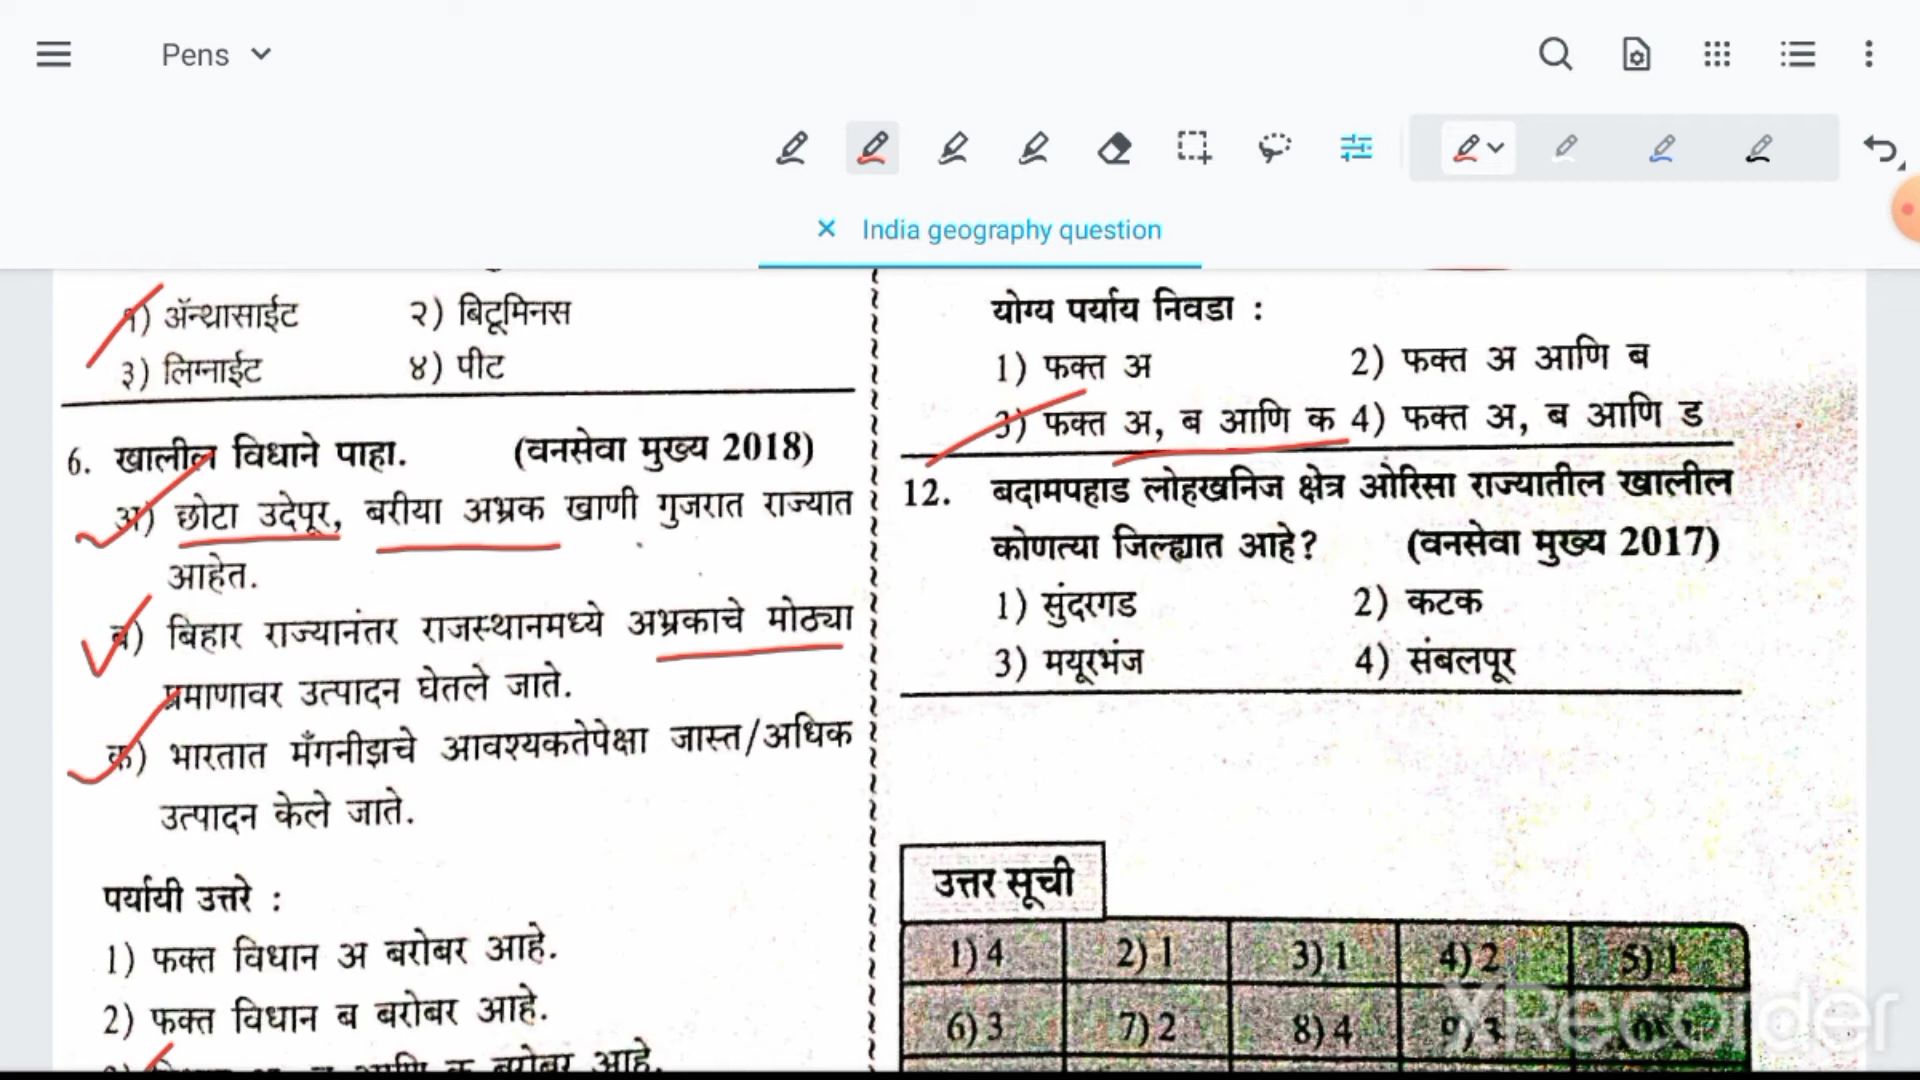 Pens
India geography question
१) ॲन्थ्रासाईट २) बिटूमिनस
३) लिग्नाईट ४) पीट
6. खालील विधाने पाहा. (वनसेवा मुख्य 2018)
अ) छोटा उदेपूर, बरीया अभ्रक खाणी गुजरात राज्यात
आहेत.
ब) बिहार राज्यानंतर राजस्थानमध्ये अभ्रकाचे मोठ्या
प्रमाणावर उत्पादन घेतले जाते.
क) भारतात मँगनीझचे आवश्यकतेपेक्षा जास्त/अधिक
उत्पादन केले जाते.
पर्यायी उत्तरे :
1) फक्त विधान अ बरोबर आहे.
2) फक्त विधान ब बरोबर आहे.
आणि क बरोबर आहे.
योग्य पर्याय निवडा :
1) फक्त अ 2) फक्त अ आणि ब
3) फक्त अ, ब आणि क 4) फक्त अ, ब आणि ड
12. बदामपहाड लोहखनिज क्षेत्र ओरिसा राज्यातील खालील
कोणत्या जिल्ह्यात आहे? (वनसेवा मुख्य 2017)
1) सुंदरगड 2) कटक
3) मयूरभंज 4) संबलपूर
उत्तर सूची
1) 4 2) 1 3) 1 4) 2 5) 1
6) 3 7) 2 8) 4
XRecorder